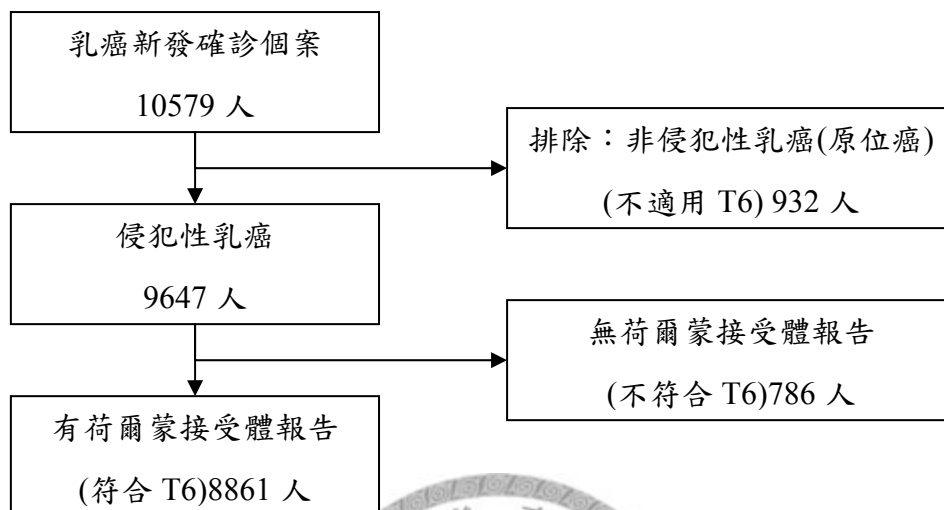 乳癌新發確診個案
10579 人
排除：非侵犯性乳癌(原位癌)
(不適用 T6) 932 人
侵犯性乳癌
9647 人
無荷爾蒙接受體報告
(不符合 T6)786 人
有荷爾蒙接受體報告
(符合 T6)8861 人